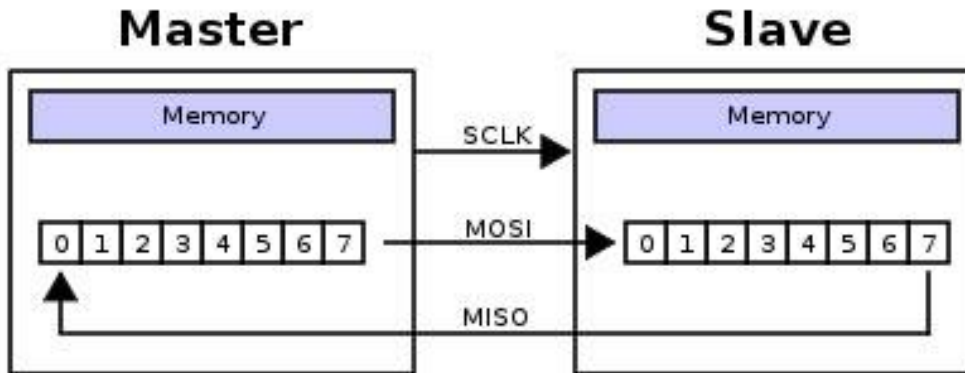 Master Slave
Memory Memory
SCLK
0 1 2 3 4 5 6 7 MOSI 0 1 2 3 4 5 6 7
MISO